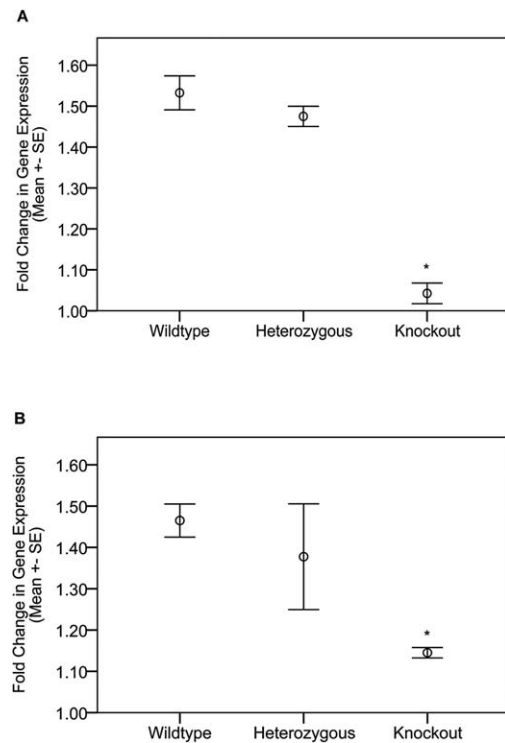 A
Fold Change in Gene Expression
(Mean +- SE)
1.60
1.50
1.40
1.30
1.20
1.10
1.00
*
Wildtype Heterozygous Knockout
B
Fold Change in Gene Expression
(Mean +- SE)
1.60
1.50
1.40
1.30
1.20
1.10
1.00
*
Wildtype Heterozygous Knockout